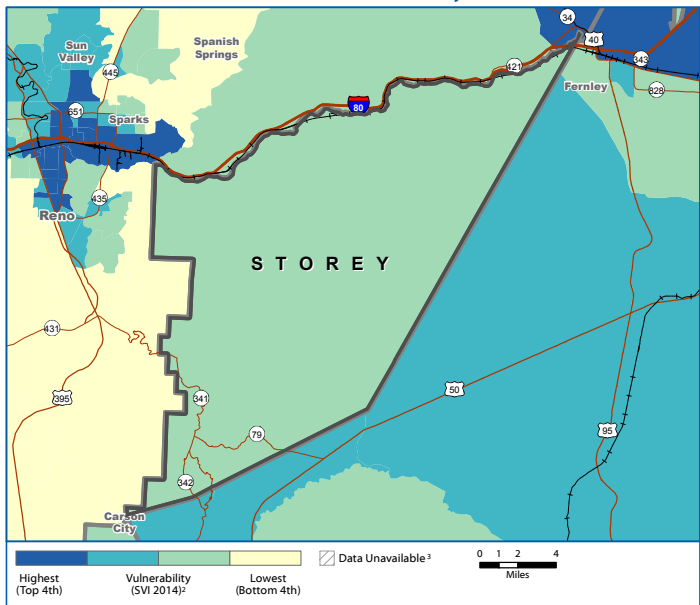 34
40
Sun
Valley
Spanish
Springs
445
421
343
Fernley
828
80
651
Sparks
435
Reno
STOREY
431
395
341
50
79
95
342
Carson
City
Highest
(Top 4th)
Vulnerability
(SVI 2014)²
Lowest
(Bottom 4th)
Data Unavailable³
0 1 2 4
Miles